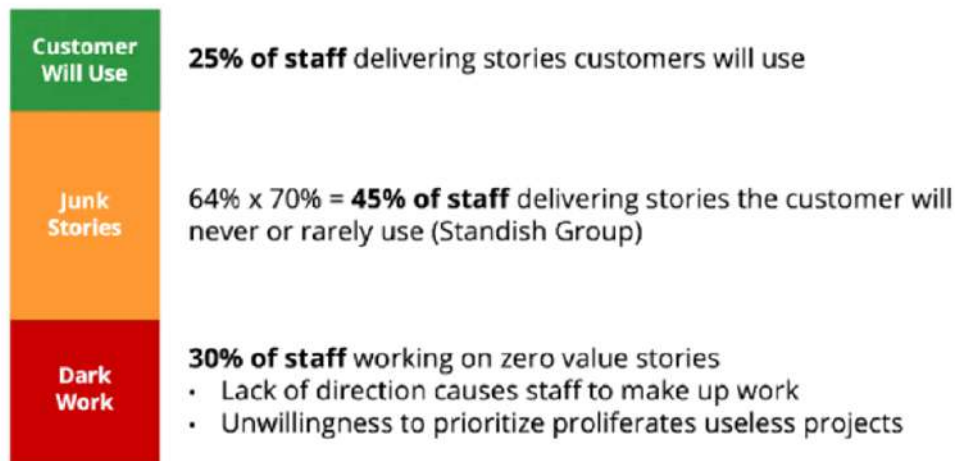 Customer
Will Use
25% of staff delivering stories customers will use
Junk
Stories
64% x 70% = 45% of staff delivering stories the customer will
never or rarely use (Standish Group)
Dark
Work
30% of staff working on zero value stories
• Lack of direction causes staff to make up work
• Unwillingness to prioritize proliferates useless projects